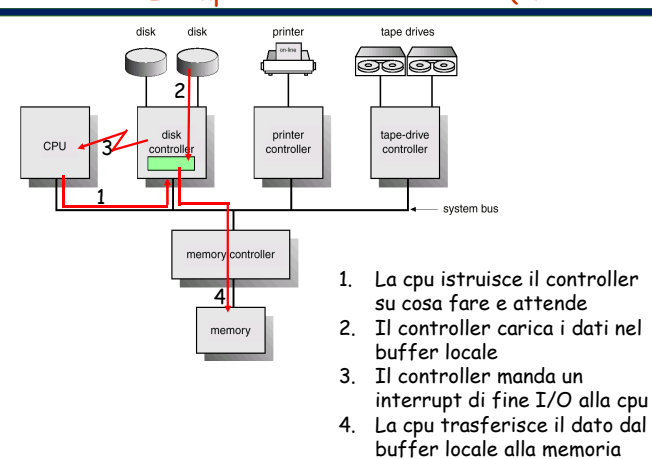 disk disk printer tape drives
on-line
2
CPU
3
disk
controller
printer
controller
tape-drive
controller
1
system bus
memory controller
4
memory
1. La cpu istruisce il controller
su cosa fare e attende
2. Il controller carica i dati nel
buffer locale
3. Il controller manda un
interrupt di fine I/O alla cpu
4. La cpu trasferisce il dato dal
buffer locale alla memoria